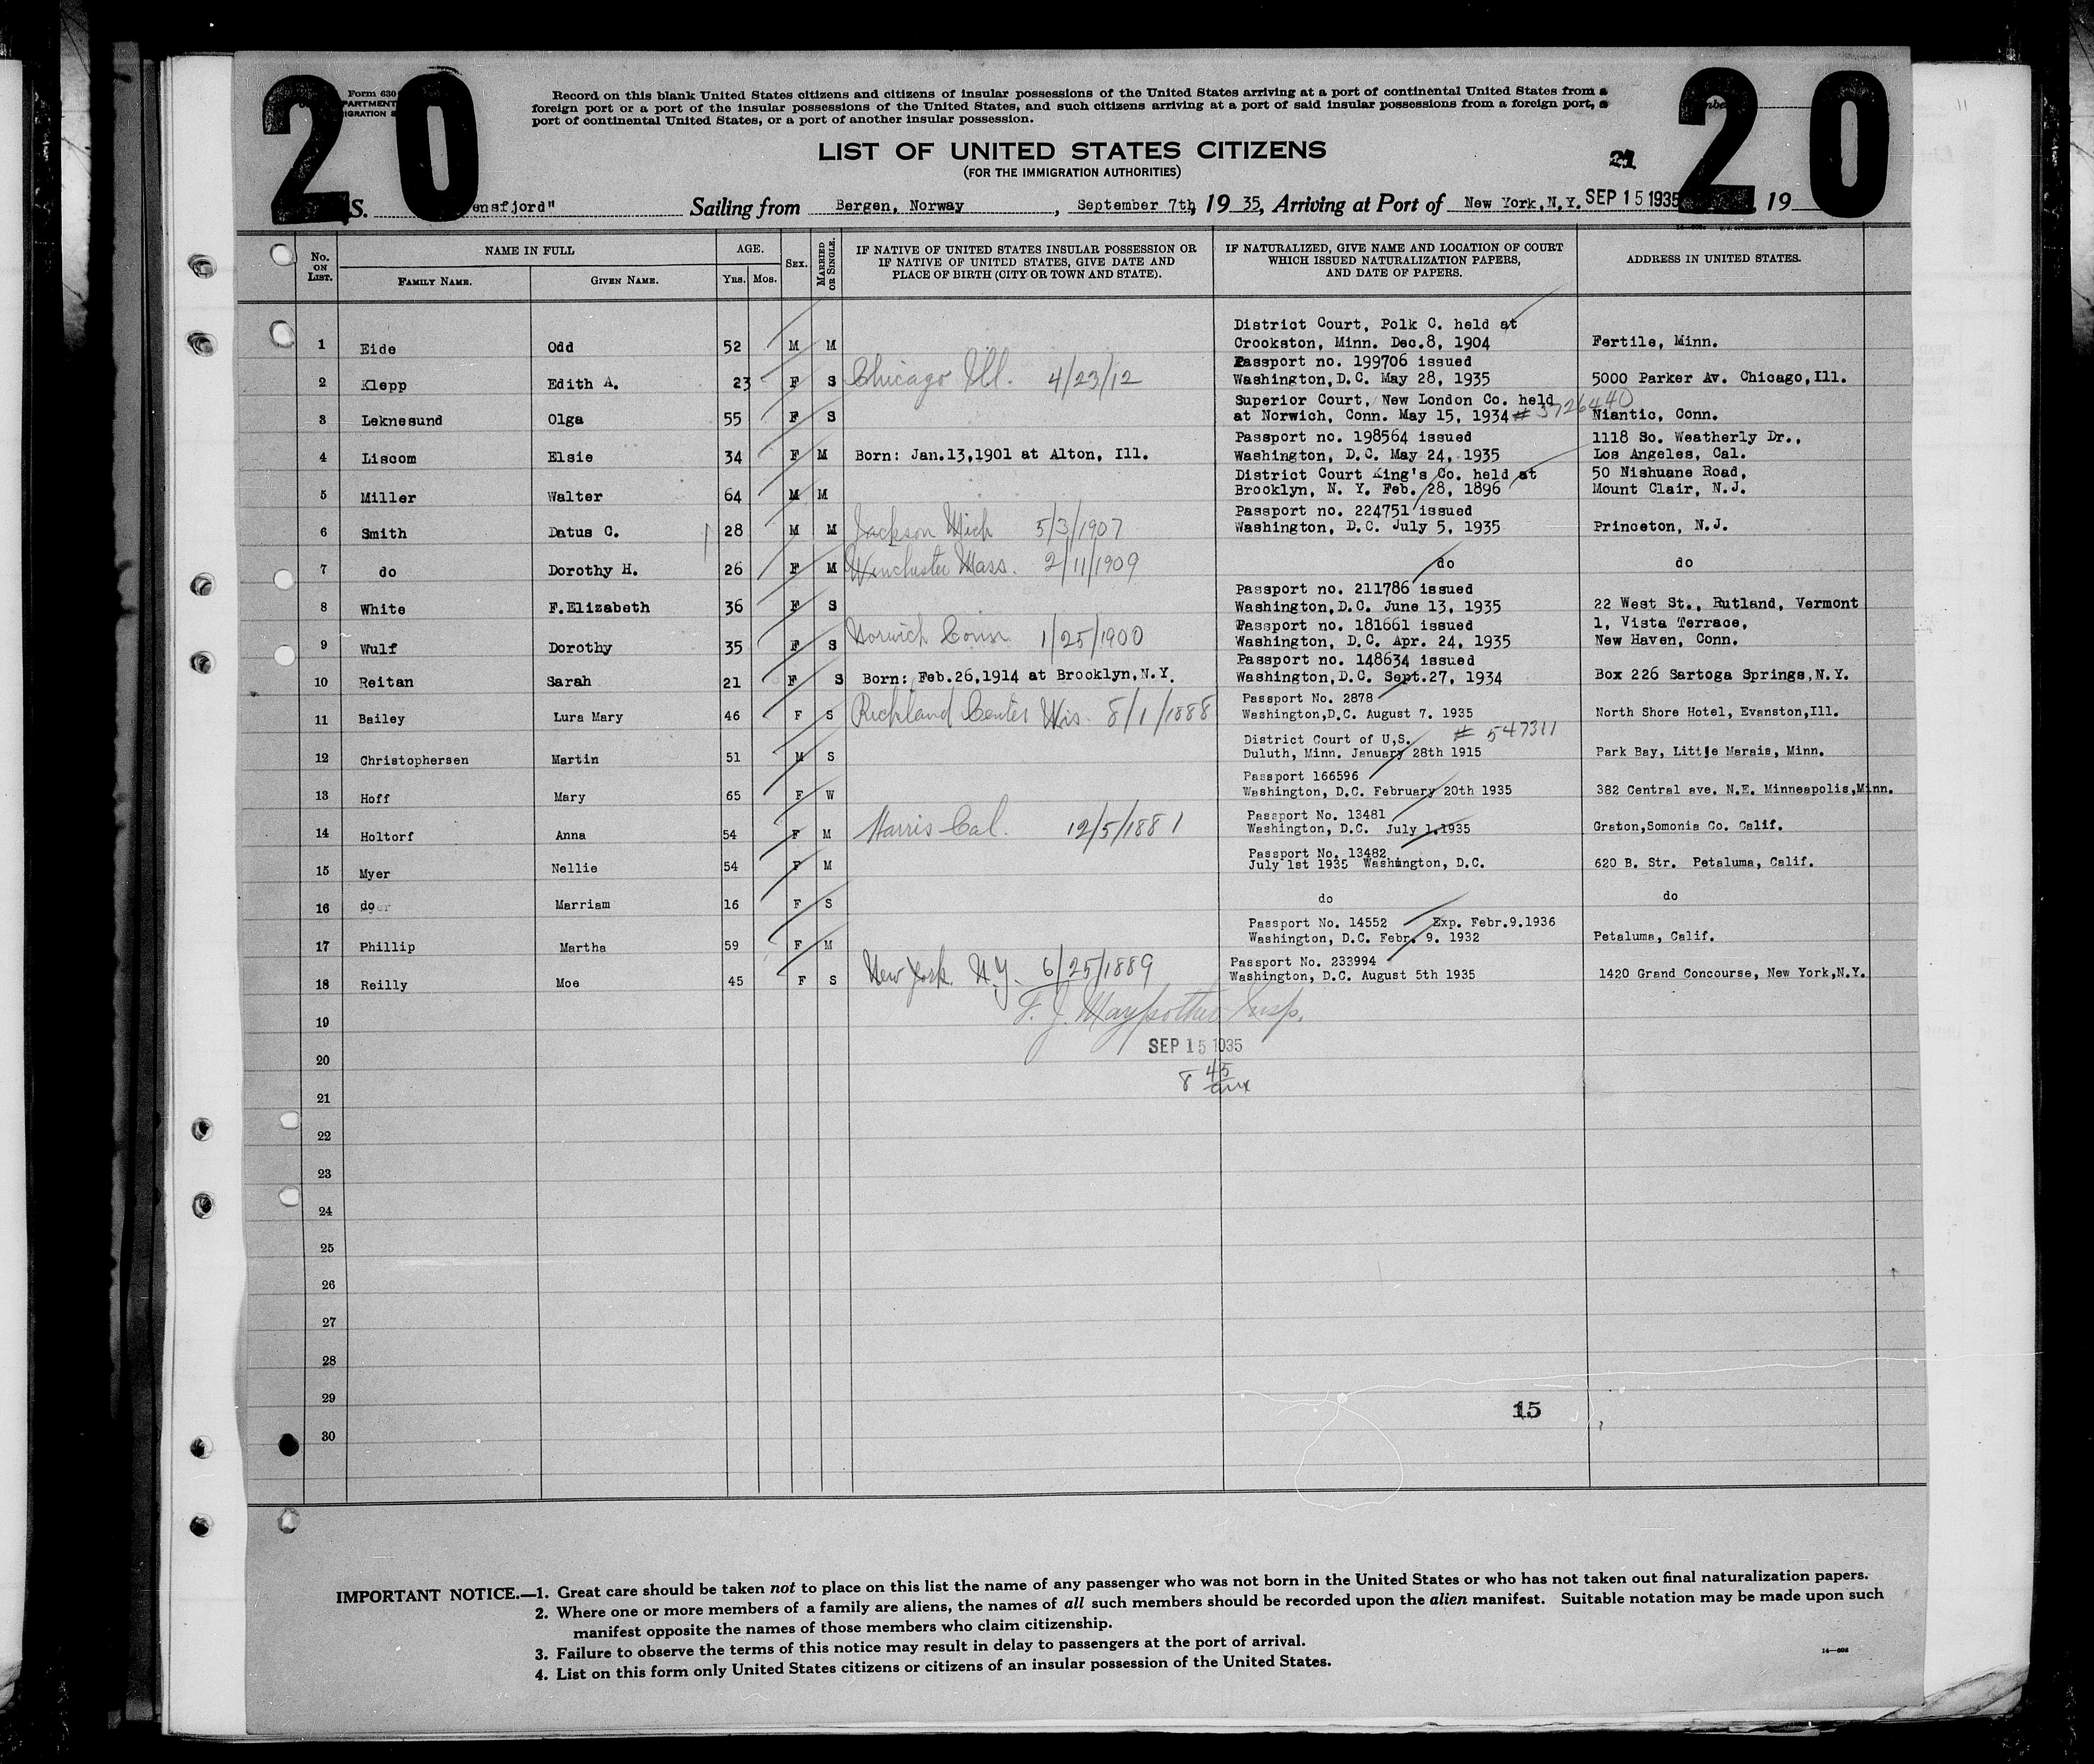 20
20
Form 630
Record on this blank United States citizens and citizens of insular possessions of the United States arriving at a port of continental United States from a
foreign port or a port of the insular possessions of the United States, and such citizens arriving at a port of said insular possessions from a foreign port, a
port of continental United States, or a port of another insular possession.
LIST OF UNITED STATES CITIZENS
(FOR THE IMMIGRATION AUTHORITIES)
21
S. ensfjord" Sailing from Bergen, Norway, September 7th, 19 35, Arriving at Port of New York, N.Y. SEP 15 1935, 19
No. ON LIST. NAME IN FULL AGE. SEX. MARRIED OR SINGLE. IF NATIVE OF UNITED STATES INSULAR POSSESSION OR IF NATIVE OF UNITED STATES, GIVE DATE AND PLACE OF BIRTH (CITY OR TOWN AND STATE). IF NATURALIZED, GIVE NAME AND LOCATION OF COURT WHICH ISSUED NATURALIZATION PAPERS, AND DATE OF PAPERS. ADDRESS IN UNITED STATES.
FAMILY NAME. GIVEN NAME. YRS. MOS.
1 Eide Odd 52 M M District Court, Polk C. held at Crookston, Minn. Dec.8, 1904 Fertile, Minn.
2 Klepp Edith A. 23 F S Chicago Ill. 4/23/12 Passport no. 199706 issued Washington, D.C. May 28, 1935 5000 Parker Av. Chicago, Ill.
3 Leknesund Olga 55 F S Superior Court, New London Co. held at Norwich, Conn. May 15, 1934 # 3726440 Niantic, Conn.
4 Liscom Elsie 34 F M Born: Jan.13,1901 at Alton, Ill. Passport no. 198564 issued Washington, D.C. May 24, 1935 1118 So. Weatherly Dr., Los Angeles, Cal.
5 Miller Walter 64 M M District Court King's Co. held at Brooklyn, N. Y. Feb. 28, 1896 50 Nishuane Road, Mount Clair, N.J.
6 Smith Datus C. 28 M M Jackson Mich 5/3/1907 Passport no. 224751 issued Washington, D.C. July 5, 1935 Princeton, N.J.
7 do Dorothy H. 26 F M Winchester Mass. 2/11/1909 do do
8 White F.Elizabeth 36 F S Passport no. 211786 issued Washington, D.C. June 13, 1935 22 West St., Rutland, Vermont
9 Wulf Dorothy 35 F S Norwich Conn 1/25/1900 Passport no. 181661 issued Washington, D.C. Apr. 24, 1935 1, Vista Terrace, New Haven, Conn.
10 Reitan Sarah 21 F S Born: Feb.26,1914 at Brooklyn, N.Y. Passport no. 148634 issued Washington, D.C. Sept.27, 1934 Box 226 Sartoga Springs, N.Y.
11 Bailey Lura Mary 46 F S Richland Center Wis. 8/1/1888 Passport No. 2878 Washington, D.C. August 7. 1935 North Shore Hotel, Evanston, Ill.
12 Christophersen Martin 51 M S District Court of U,S. # 547311 Duluth, Minn. January 28th 1915 Park Bay, Little Marais, Minn.
13 Hoff Mary 65 F W Passport 166596 Washington, D.C. February 20th 1935 382 Central ave. N.E. Minneapolis, Minn.
14 Holtorf Anna 54 F M Harris Cal. 12/5/1881 Passport No. 13481 Washington, D.C. July 1.1935 Graton, Somonia Co. Calif.
15 Myer Nellie 54 F M Passport No. 13482 July 1st 1935 Washington, D.C. 620 B. Str. Petaluma, Calif.
16 do Marriam 16 F S do do
17 Phillip Martha 59 F M Passport No. 14552 Exp. Febr.9.1936 Washington, D.C. Febr. 9. 1932 Petaluma, Calif.
18 Reilly Moe 45 F S New York N.Y. 6/25/1889 Passport No. 233994 Washington, D.C. August 5th 1935 1420 Grand Concourse, New York, N.Y.
19 F. J. Insp.
20 SEP 15 1935
21 8 45 am
22
23
24
25
26
27
28
29
15
30
IMPORTANT NOTICE.—1. Great care should be taken not to place on this list the name of any passenger who was not born in the United States or who has not taken out final naturalization papers.
2. Where one or more members of a family are aliens, the names of all such members should be recorded upon the alien manifest. Suitable notation may be made upon such
manifest opposite the names of those members who claim citizenship.
3. Failure to observe the terms of this notice may result in delay to passengers at the port of arrival.
4. List on this form only United States citizens or citizens of an insular possession of the United States.
14—608